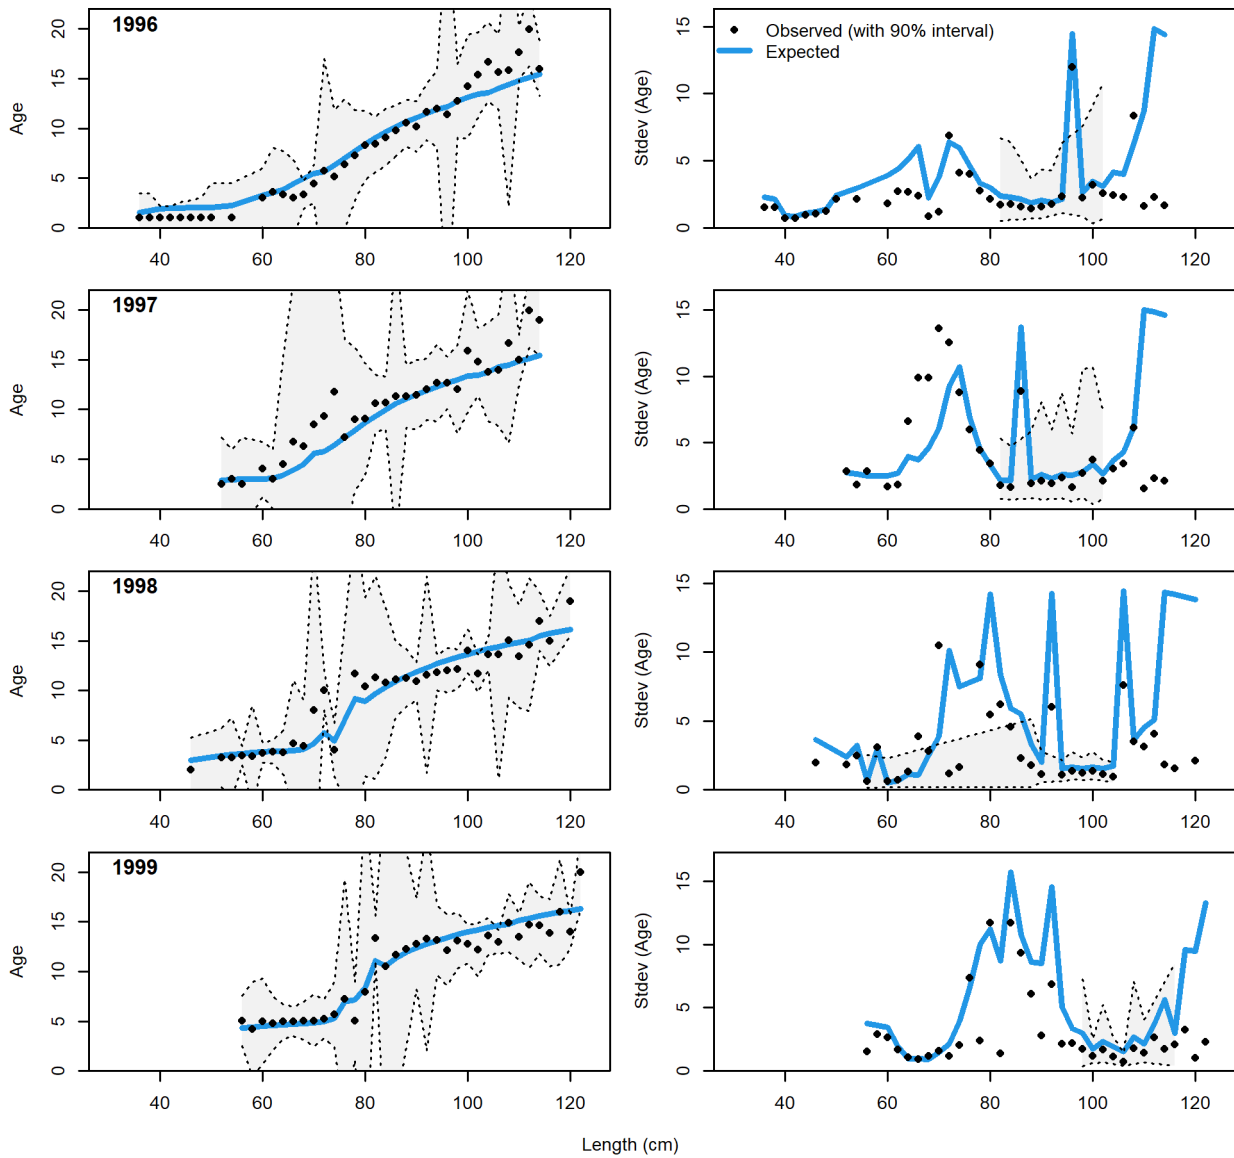 1996
Age
0 5 10 15 20
40 60 80 100 120
Observed (with 90% interval)
Expected
Stdev (Age)
0 5 10 15
40 60 80 100 120
1997
Age
0 5 10 15 20
40 60 80 100 120
Stdev (Age)
0 5 10 15
40 60 80 100 120
1998
Age
0 5 10 15 20
40 60 80 100 120
Stdev (Age)
0 5 10 15
40 60 80 100 120
1999
Age
0 5 10 15 20
40 60 80 100 120
Stdev (Age)
0 5 10 15
40 60 80 100 120
Length (cm)